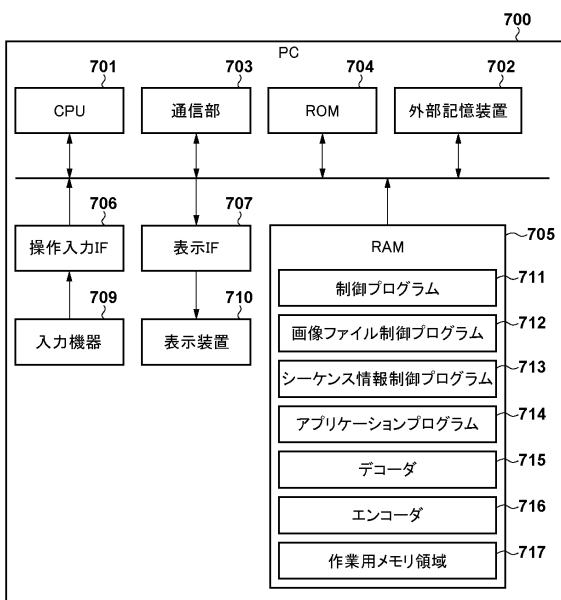 700
PC
701
703
704
702
CPU
通信部
ROM
外部記憶装置
706
707
操作入力IF
表示IF
709
710
入力機器
表示装置
705
RAM
711
制御プログラム
712
画像ファイル制御プログラム
713
シーケンス情報制御プログラム
714
アプリケーションプログラム
715
デコーダ
716
エンコーダ
717
作業用メモリ領域